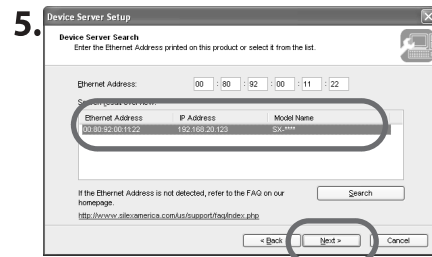 5.
Device Server Setup
Device Server Search
Enter the Ethernet Address printed on this product or select it from the list.
Ethernet Address: 00 : 80 : 92 : 00 : 11 : 22
Search
Ethernet Address IP Address Model Name
00:80:92:00:11:22 192.168.20.123 SX-****
If the Ethernet Address is not detected, refer to the FAQ on our
homepage.
Search
http://www.silexamerica.com/us/support/faq/index.php
< Back Next > Cancel